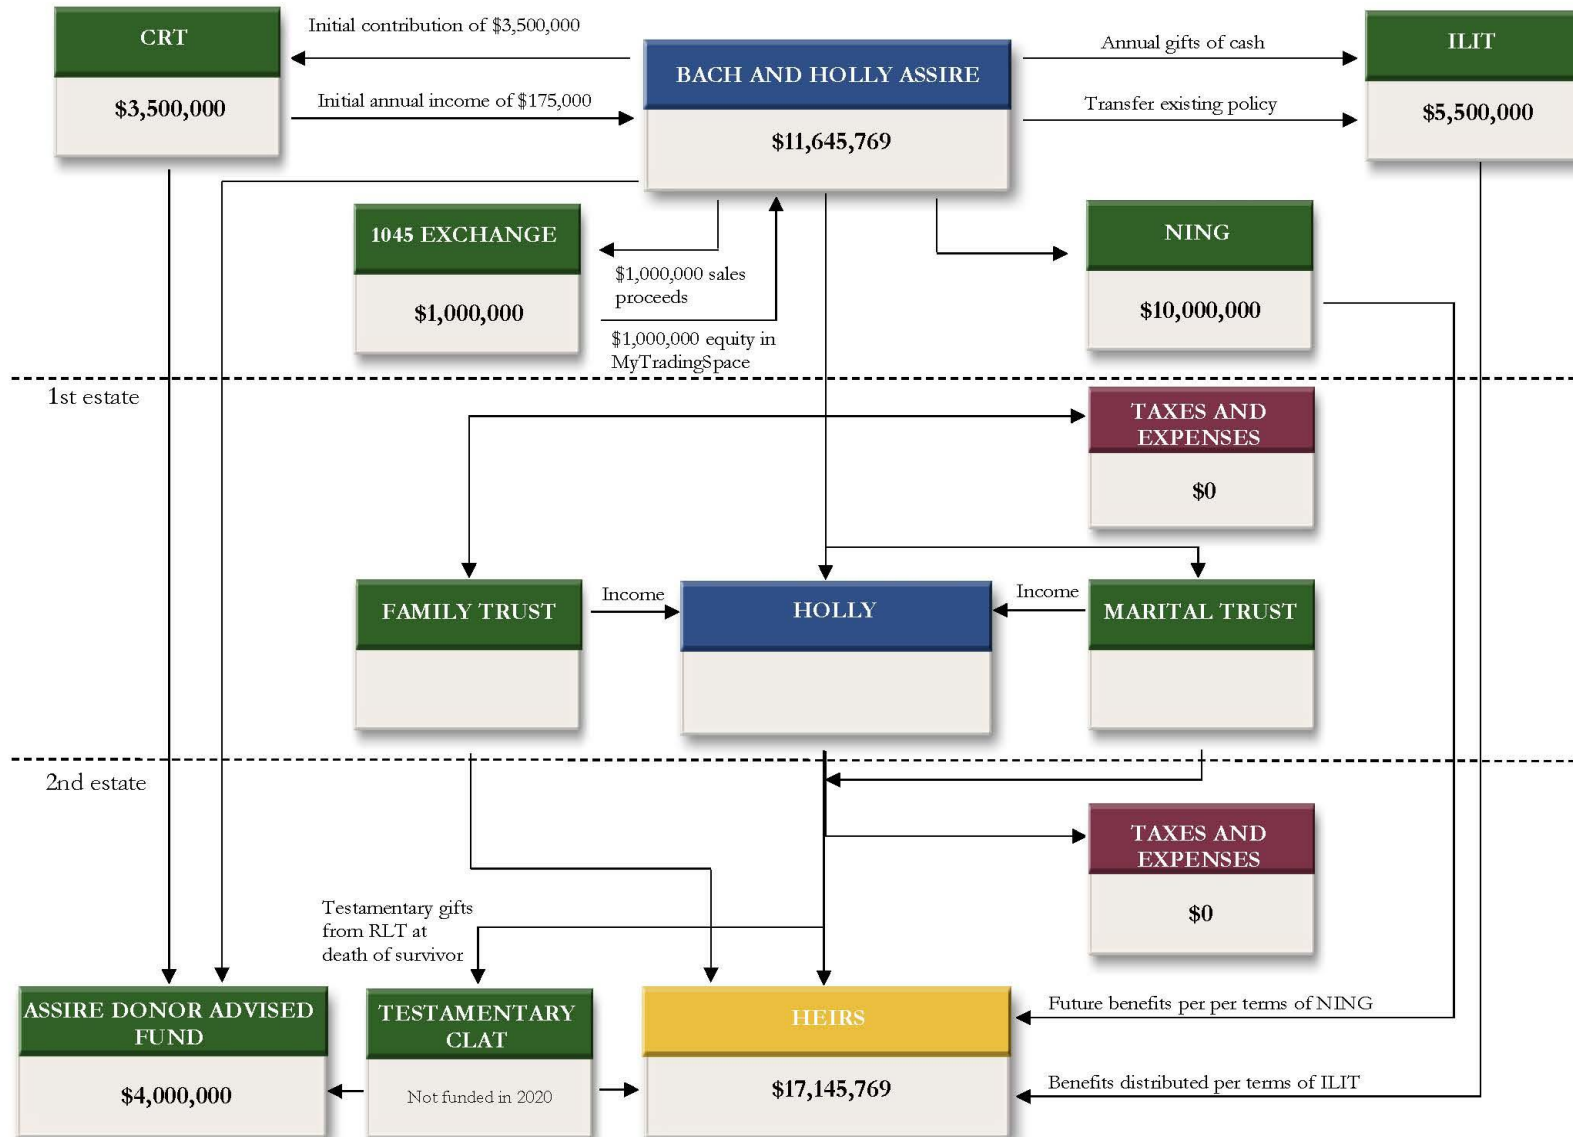 CRT
$3,500,000
Initial contribution of $3,500,000
Initial annual income of $175,000
BACH AND HOLLY ASSIRE
$11,645,769
Annual gifts of cash
Transfer existing policy
ILIT
$5,500,000
1045 EXCHANGE
$1,000,000
$1,000,000 sales
proceeds
$1,000,000 equity in
MyTradingSpace
NING
$10,000,000
1st estate
TAXES AND
EXPENSES
$0
FAMILY TRUST
Income
HOLLY
Income
MARITAL TRUST
2nd estate
TAXES AND
EXPENSES
$0
Testamentary gifts
from RLT at
death of survivor
ASSIRE DONOR ADVISED
FUND
$4,000,000
TESTAMENTARY
CLAT
Not funded in 2020
HEIRS
$17,145,769
Future benefits per per terms of NING
Benefits distributed per terms of ILIT